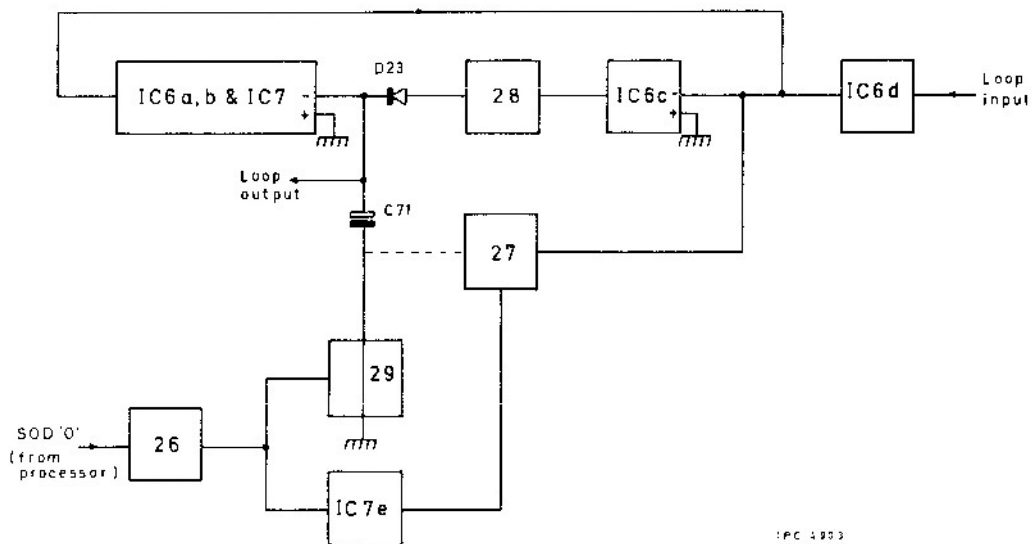 D23
IC6a,b & IC7
-
+
28
IC6c
-
+
IC6d
Loop
input
Loop
output
C71
27
29
SOD '0'
(from
processor)
26
IC7e